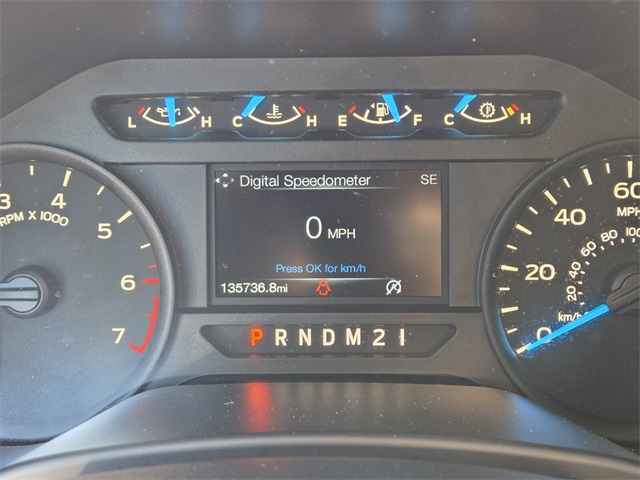 L H C H E F C H
Digital Speedometer SE
0 MPH
Press OK for km/h
135736.8mi
P R N D M 2 1
3 4 5 6 7
RPM X 1000
0 20 40 60
MPH
20 40 60 80 100
km/h